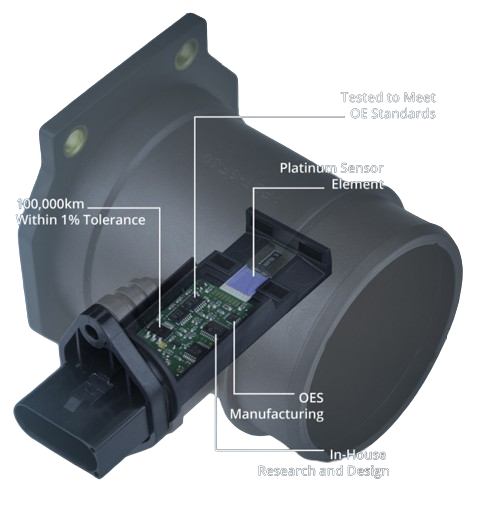 Tested to Meet
OE Standards
Platinum Sensor
Element
100,000km
Within 1% Tolerance
OES
Manufacturing
In-House
Research and Design